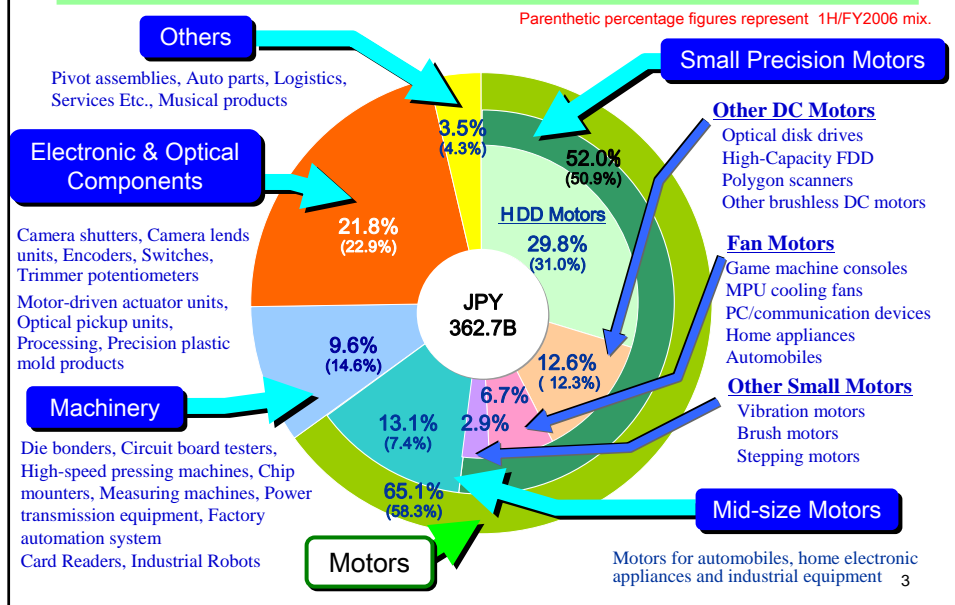 Parenthetic percentage figures represent 1H/FY2006 mix.
Others
Pivot assemblies, Auto parts, Logistics,
Services Etc., Musical products
Small Precision Motors
Electronic & Optical
Components
Camera shutters, Camera lends
units, Encoders, Switches,
Trimmer potentiometers
Motor-driven actuator units,
Optical pickup units,
Processing, Precision plastic
mold products
Machinery
Die bonders, Circuit board testers,
High-speed pressing machines, Chip
mounters, Measuring machines, Power
transmission equipment, Factory
automation system
Card Readers, Industrial Robots
3.5%
(4.3%)
52.0%
(50.9%)
21.8%
(22.9%)
HDD Motors
29.8%
(31.0%)
JPY
362.7B
9.6%
(14.6%)
12.6%
( 12.3%)
6.7%
2.9%
13.1%
(7.4%)
65.1%
(58.3%)
Motors
Other DC Motors
Optical disk drives
High-Capacity FDD
Polygon scanners
Other brushless DC motors
Fan Motors
Game machine consoles
MPU cooling fans
PC/communication devices
Home appliances
Automobiles
Other Small Motors
Vibration motors
Brush motors
Stepping motors
Mid-size Motors
Motors for automobiles, home electronic
appliances and industrial equipment
3